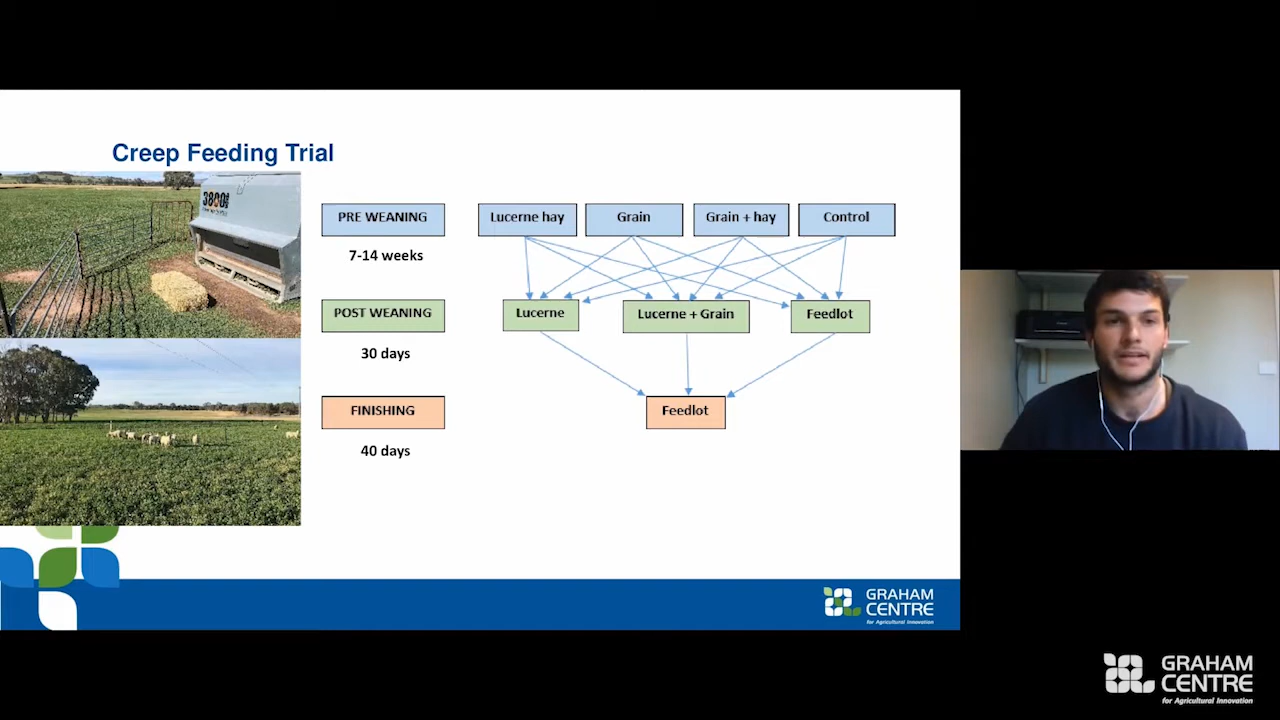 Creep Feeding Trial
3800
PRE WEANING
Lucerne hay
Grain
Grain + hay
Control
7-14 weeks
POST WEANING
Lucerne
Lucerne + Grain
Feedlot
30 days
FINISHING
Feedlot
40 days
GRAHAM
CENTRE
for Agricultural Innovation
GRAHAM
CENTRE
for Agricultural Innovation